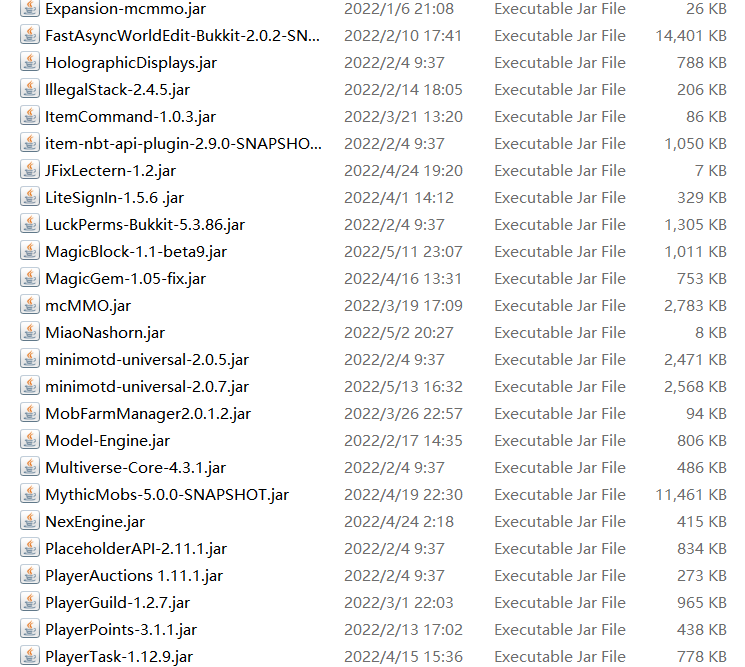 Expansion-mcmmo.jar 2022/1/6 21:08 Executable Jar File 26 KB
FastAsyncWorldEdit-Bukkit-2.0.2-SN... 2022/2/10 17:41 Executable Jar File 14,401 KB
HolographicDisplays.jar 2022/2/4 9:37 Executable Jar File 788 KB
IllegalStack-2.4.5.jar 2022/2/14 18:05 Executable Jar File 206 KB
ItemCommand-1.0.3.jar 2022/3/21 13:20 Executable Jar File 86 KB
item-nbt-api-plugin-2.9.0-SNAPSHO... 2022/2/4 9:37 Executable Jar File 1,050 KB
JFixLectern-1.2.jar 2022/4/24 19:20 Executable Jar File 7 KB
LiteSignIn-1.5.6 .jar 2022/4/1 14:12 Executable Jar File 329 KB
LuckPerms-Bukkit-5.3.86.jar 2022/2/4 9:37 Executable Jar File 1,305 KB
MagicBlock-1.1-beta9.jar 2022/5/11 23:07 Executable Jar File 1,011 KB
MagicGem-1.05-fix.jar 2022/4/16 13:31 Executable Jar File 753 KB
mcMMO.jar 2022/3/19 17:09 Executable Jar File 2,783 KB
MiaoNashorn.jar 2022/5/2 20:27 Executable Jar File 8 KB
minimotd-universal-2.0.5.jar 2022/2/4 9:37 Executable Jar File 2,471 KB
minimotd-universal-2.0.7.jar 2022/5/13 16:32 Executable Jar File 2,568 KB
MobFarmManager2.0.1.2.jar 2022/3/26 22:57 Executable Jar File 94 KB
Model-Engine.jar 2022/2/17 14:35 Executable Jar File 806 KB
Multiverse-Core-4.3.1.jar 2022/2/4 9:37 Executable Jar File 486 KB
MythicMobs-5.0.0-SNAPSHOT.jar 2022/4/19 22:30 Executable Jar File 11,461 KB
NexEngine.jar 2022/4/24 2:18 Executable Jar File 415 KB
PlaceholderAPI-2.11.1.jar 2022/2/4 9:37 Executable Jar File 834 KB
PlayerAuctions 1.11.1.jar 2022/2/4 9:37 Executable Jar File 273 KB
PlayerGuild-1.2.7.jar 2022/3/1 22:03 Executable Jar File 965 KB
PlayerPoints-3.1.1.jar 2022/2/13 17:02 Executable Jar File 438 KB
PlayerTask-1.12.9.jar 2022/4/15 15:36 Executable Jar File 778 KB